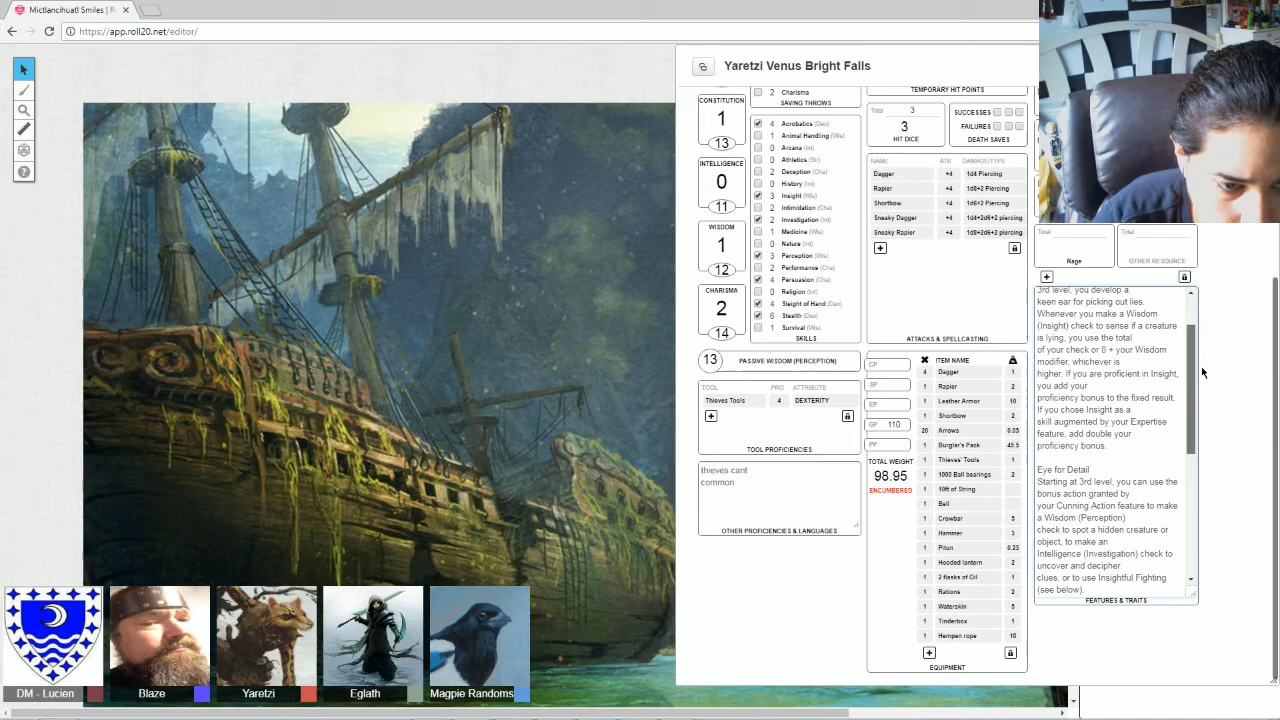 Mictlancihuatl Smiles | R
https://app.roll20.net/editor/
Yaretzi Venus Bright Falls
CONSTITUTION
1
13
INTELLIGENCE
0
11
WISDOM
1
12
CHARISMA
2
14
2 Charisma
SAVING THROWS
4 Acrobatics (Dex)
1 Animal Handling (Wis)
0 Arcana (Int)
0 Athletics (Str)
2 Deception (Cha)
0 History (Int)
3 Insight (Wis)
2 Intimidation (Cha)
2 Investigation (Int)
1 Medicine (Wis)
0 Nature (Int)
3 Perception (Wis)
2 Performance (Cha)
4 Persuasion (Cha)
0 Religion (Int)
4 Sleight of Hand (Dex)
6 Stealth (Dex)
1 Survival (Wis)
SKILLS
13 PASSIVE WISDOM (PERCEPTION)
TOOL PRO ATTRIBUTE
Thieves Tools 4 DEXTERITY
TOOL PROFICIENCIES
thieves cant
common
OTHER PROFICIENCIES & LANGUAGES
TEMPORARY HIT POINTS
Total 3
3
HIT DICE
SUCCESSES
FAILURES
DEATH SAVES
NAME ATK DAMAGE/TYPE
Dagger +4 1d4 Piercing
Rapier +4 1d8+2 Piercing
Shortbow +4 1d6+2 Piercing
Sneaky Dagger +4 1d4+2d6+2 piercing
Sneaky Rapier +4 1d8+2d6+2 piercing
ATTACKS & SPELLCASTING
CP
SP
EP
GP 110
PP
TOTAL WEIGHT
98.95
ENCUMBERED
ITEM NAME
4 Dagger 1
1 Rapier 2
1 Leather Armor 10
1 Shortbow 2
20 Arrows 0.05
1 Burglar's Pack 45.5
1 Thieves' Tools 1
1 1000 Ball bearings 2
1 10ft of String
1 Bell
1 Crowbar 5
1 Hammer 3
1 Piton 0.25
1 Hooded lantern 2
1 2 flasks of Oil 1
1 Rations 2
1 Waterskin 5
1 Tinderbox 1
1 Hempen rope 10
EQUIPMENT
Total
Rage
Total
OTHER RESOURCE
3rd level, you develop a
keen ear for picking out lies.
Whenever you make a Wisdom
(Insight) check to sense if a creature
is lying, you use the total
of your check or 8 + your Wisdom
modifier, whichever is
higher. If you are proficient in Insight,
you add your
proficiency bonus to the fixed result.
If you chose Insight as a
skill augmented by your Expertise
feature, add double your
proficiency bonus.
Eye for Detail
Starting at 3rd level, you can use the
bonus action granted by
your Cunning Action feature to make
a Wisdom (Perception)
check to spot a hidden creature or
object, to make an
Intelligence (Investigation) check to
uncover and decipher
clues, or to use Insightful Fighting
(see below).
FEATURES & TRAITS
DM - Lucien
Blaze
Yaretzi
Eglath
Magpie Randoms